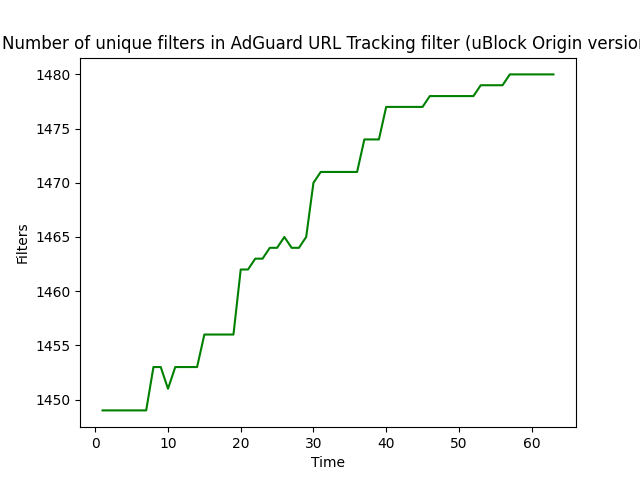 Number of unique filters in AdGuard URL Tracking filter (uBlock Origin version
1480
1475
1470
1465
1460
1455
1450
Filters
0 10 20 30 40 50 60
Time